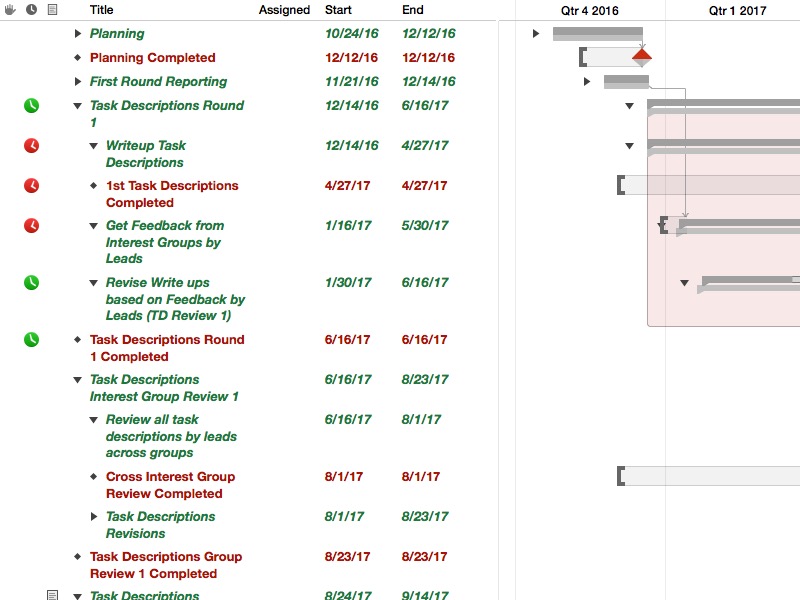 Title Assigned Start End Qtr 4 2016 Qtr 1 2017
Planning 10/24/16 12/12/16
Planning Completed 12/12/16 12/12/16
First Round Reporting 11/21/16 12/14/16
Task Descriptions Round 12/14/16 6/16/17
1
Writeup Task 12/14/16 4/27/17
Descriptions
1st Task Descriptions 4/27/17 4/27/17
Completed
Get Feedback from 1/16/17 5/30/17
Interest Groups by
Leads
Revise Write ups 1/30/17 6/16/17
based on Feedback by
Leads (TD Review 1)
Task Descriptions Round 6/16/17 6/16/17
1 Completed
Task Descriptions 6/16/17 8/23/17
Interest Group Review 1
Review all task 6/16/17 8/1/17
descriptions by leads
across groups
Cross Interest Group 8/1/17 8/1/17
Review Completed
Task Descriptions 8/1/17 8/23/17
Revisions
Task Descriptions Group 8/23/17 8/23/17
Review 1 Completed
Task Descriptions 8/24/17 9/14/17